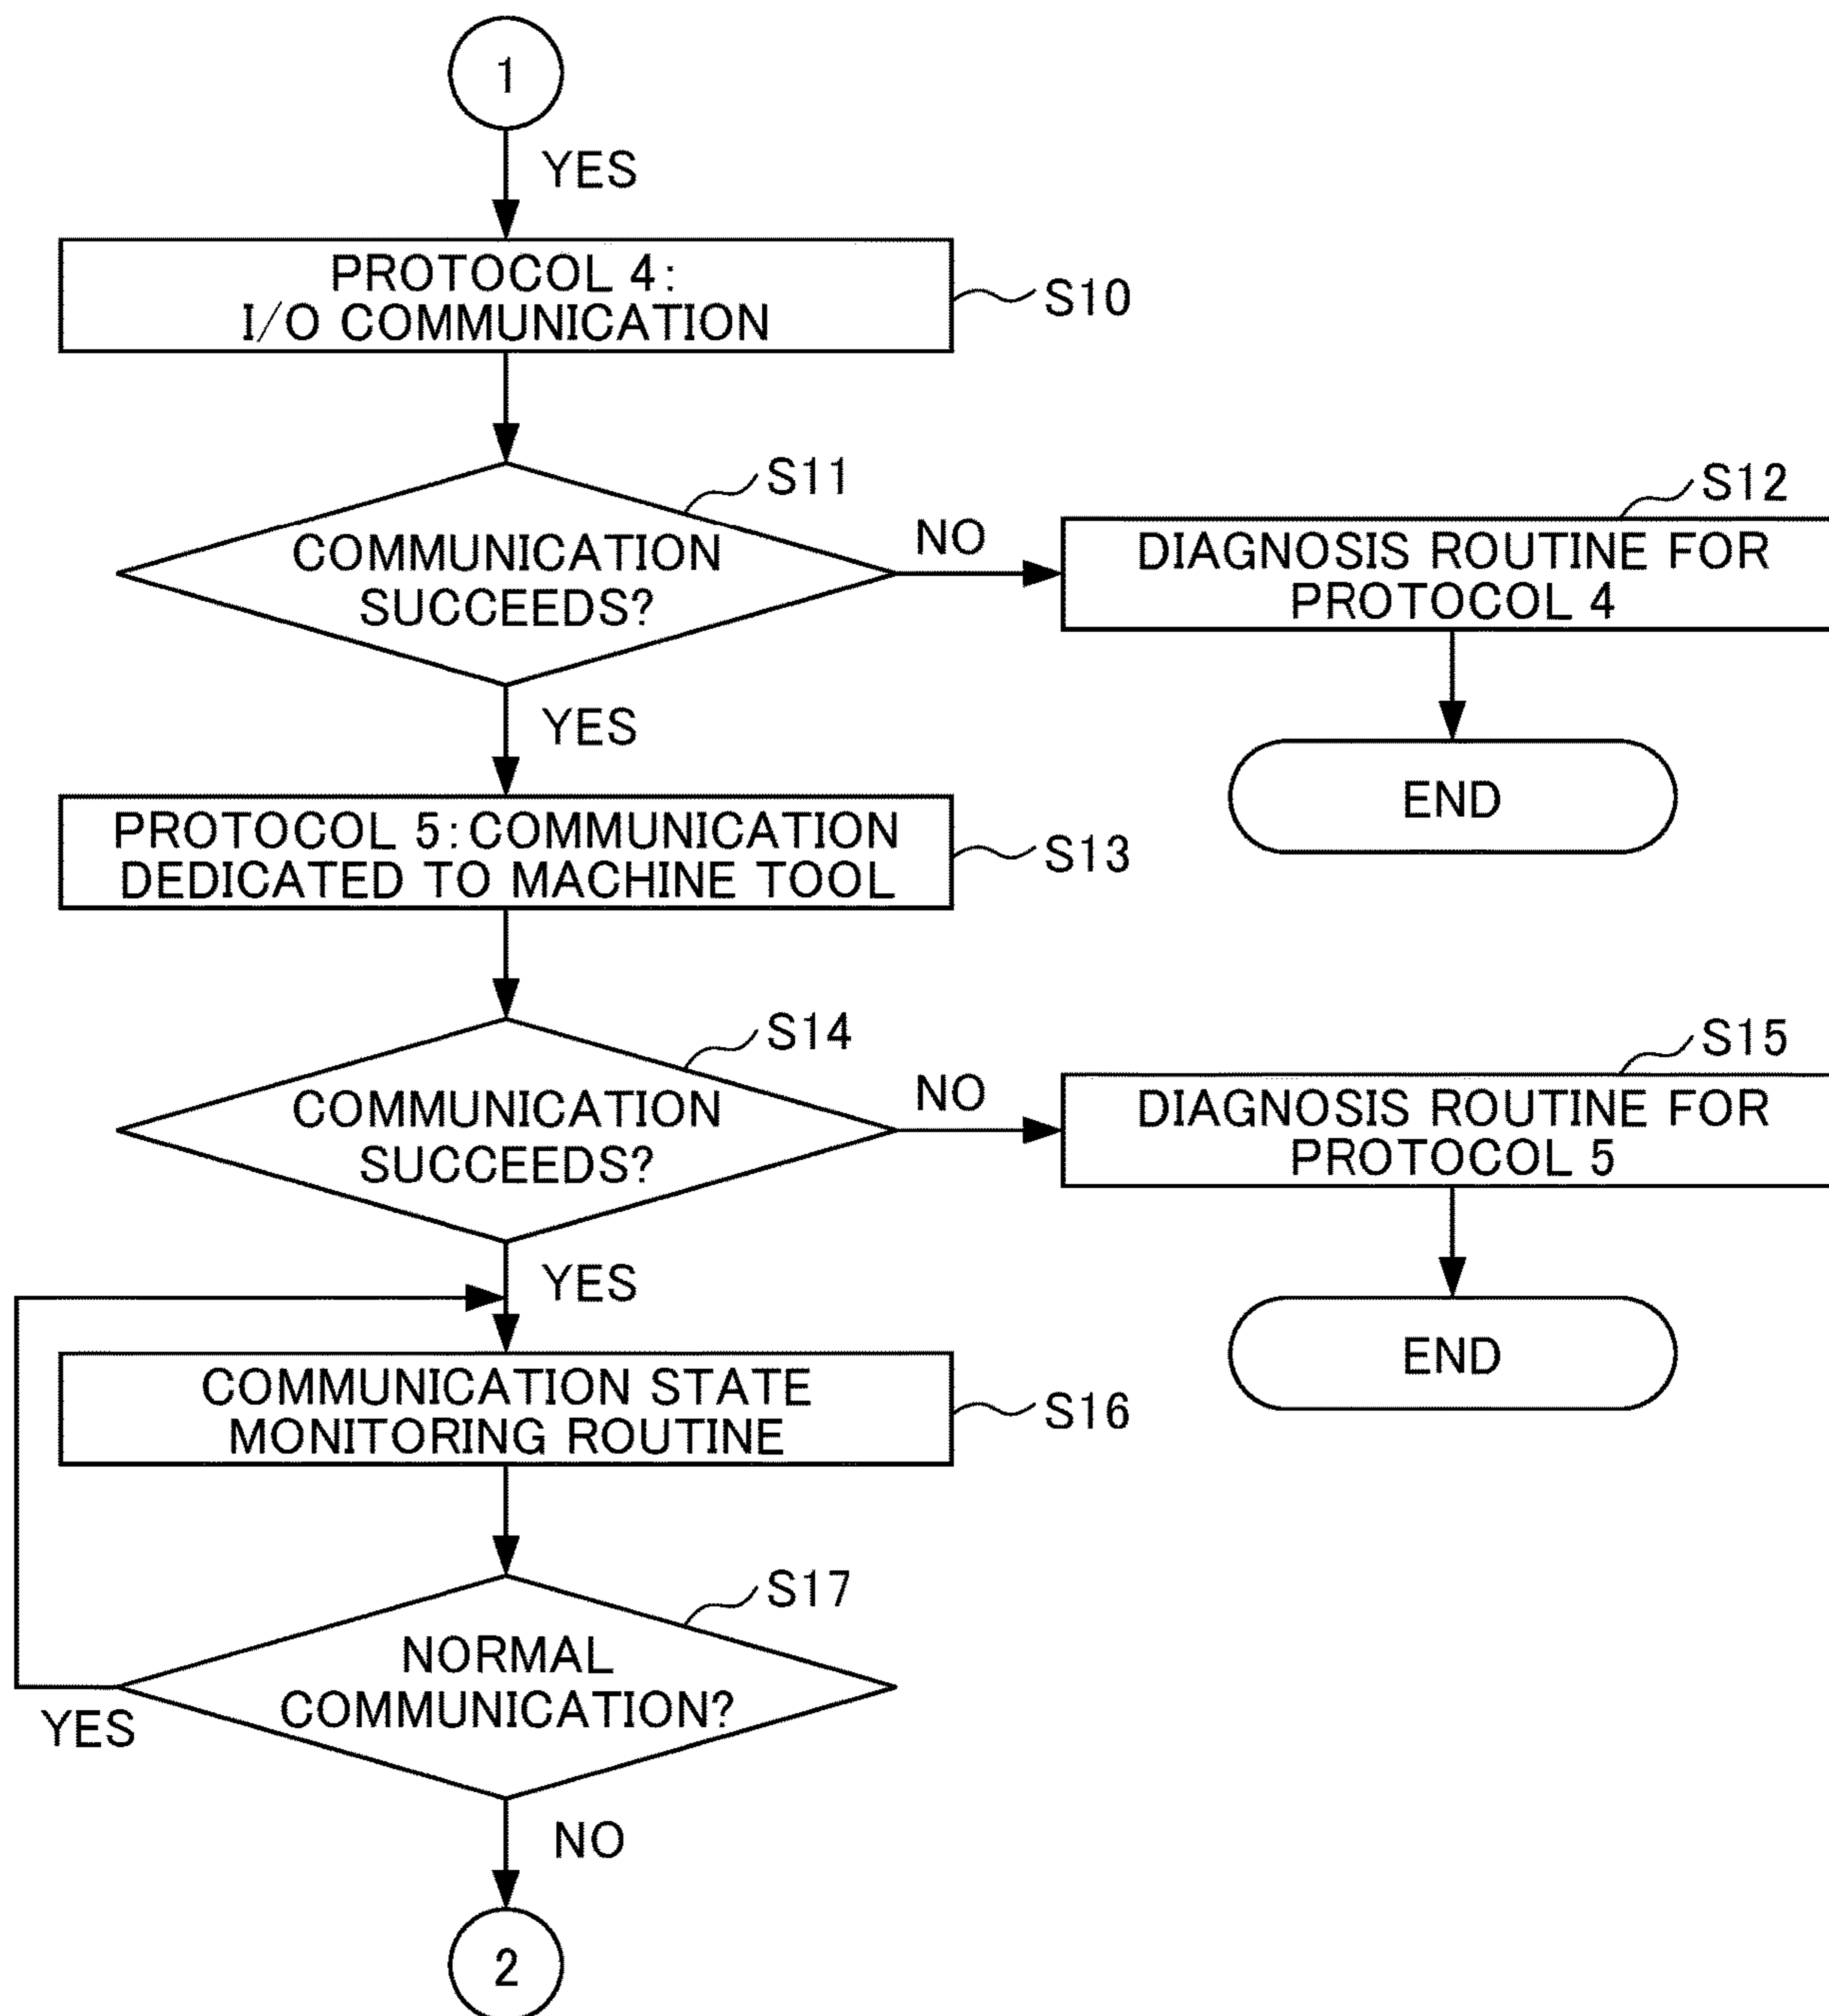 1
YES
PROTOCOL 4:
I/O COMMUNICATION
S10
S11
COMMUNICATION
SUCCEEDS?
NO
S12
DIAGNOSIS ROUTINE FOR
PROTOCOL 4
END
YES
PROTOCOL 5:COMMUNICATION
DEDICATED TO MACHINE TOOL
S13
S14
COMMUNICATION
SUCCEEDS?
NO
S15
DIAGNOSIS ROUTINE FOR
PROTOCOL 5
END
YES
COMMUNICATION STATE
MONITORING ROUTINE
S16
S17
NORMAL
COMMUNICATION?
YES
NO
2